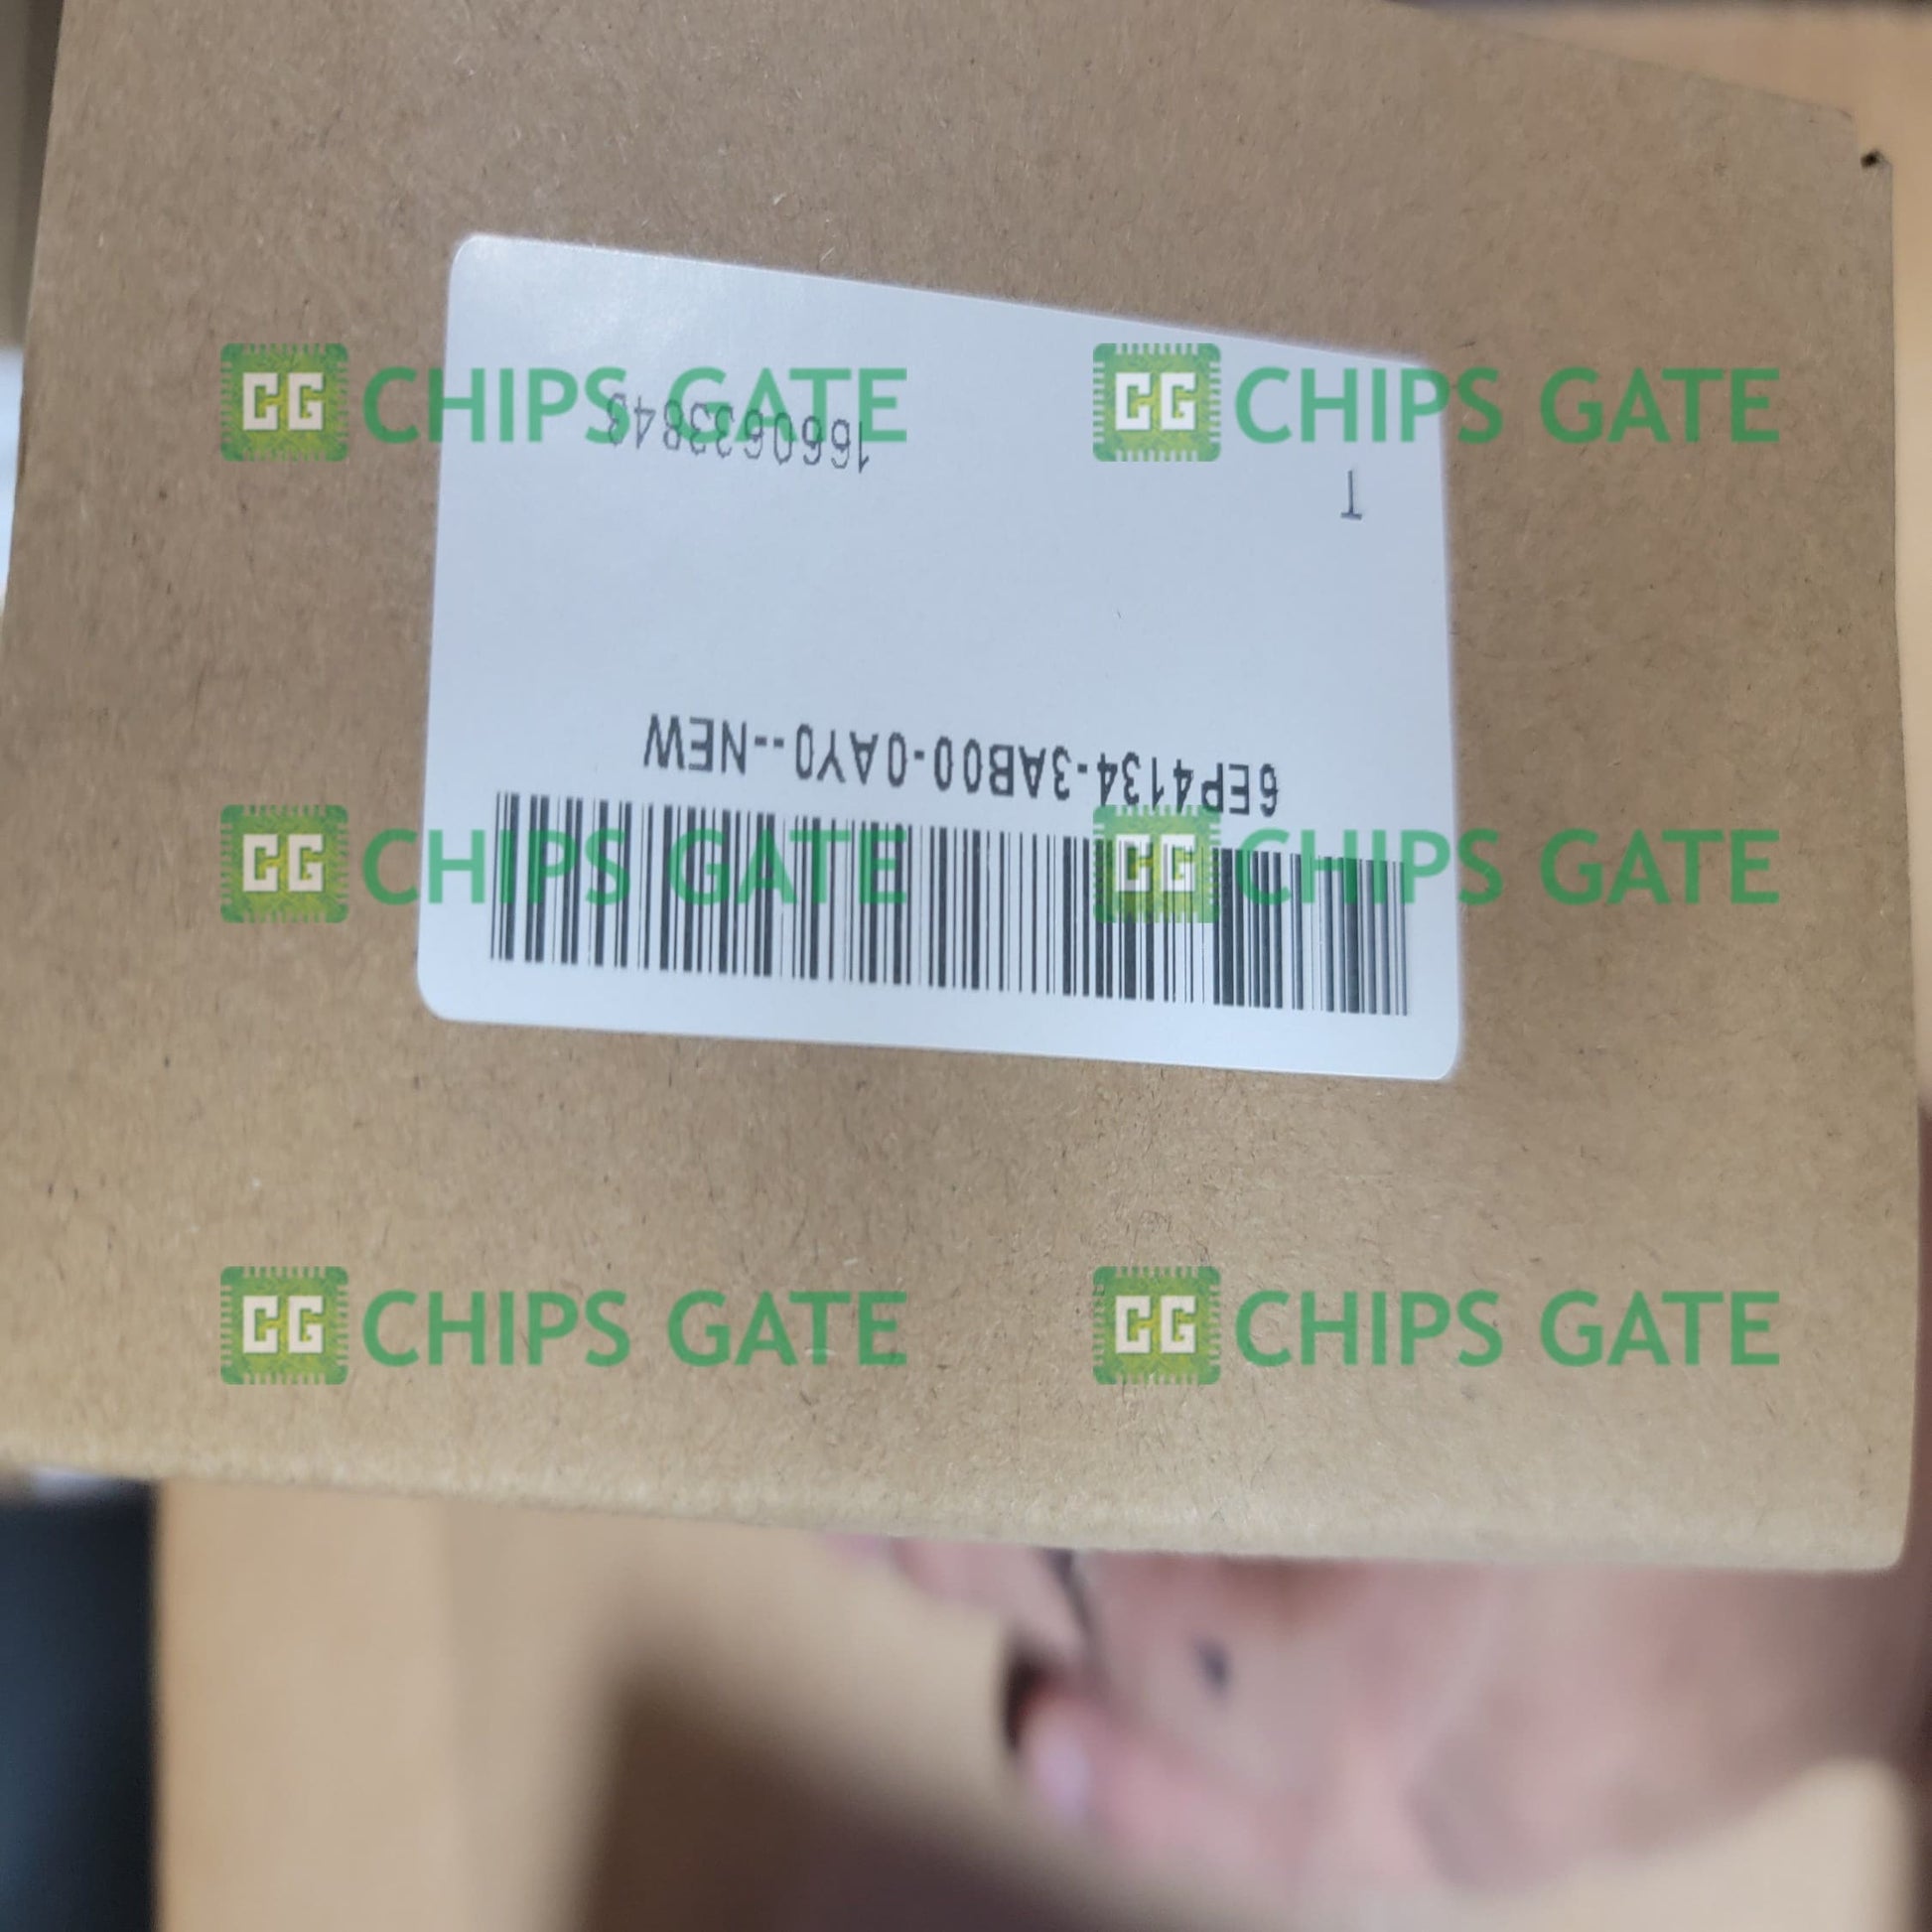 CG CHIPS GATE
CG CHIPS GATE
6EP4134-3AB00-0AY0--NEW
T
1660633843
CG CHIPS GATE
CG CHIPS GATE
CG CHIPS GATE
CG CHIPS GATE